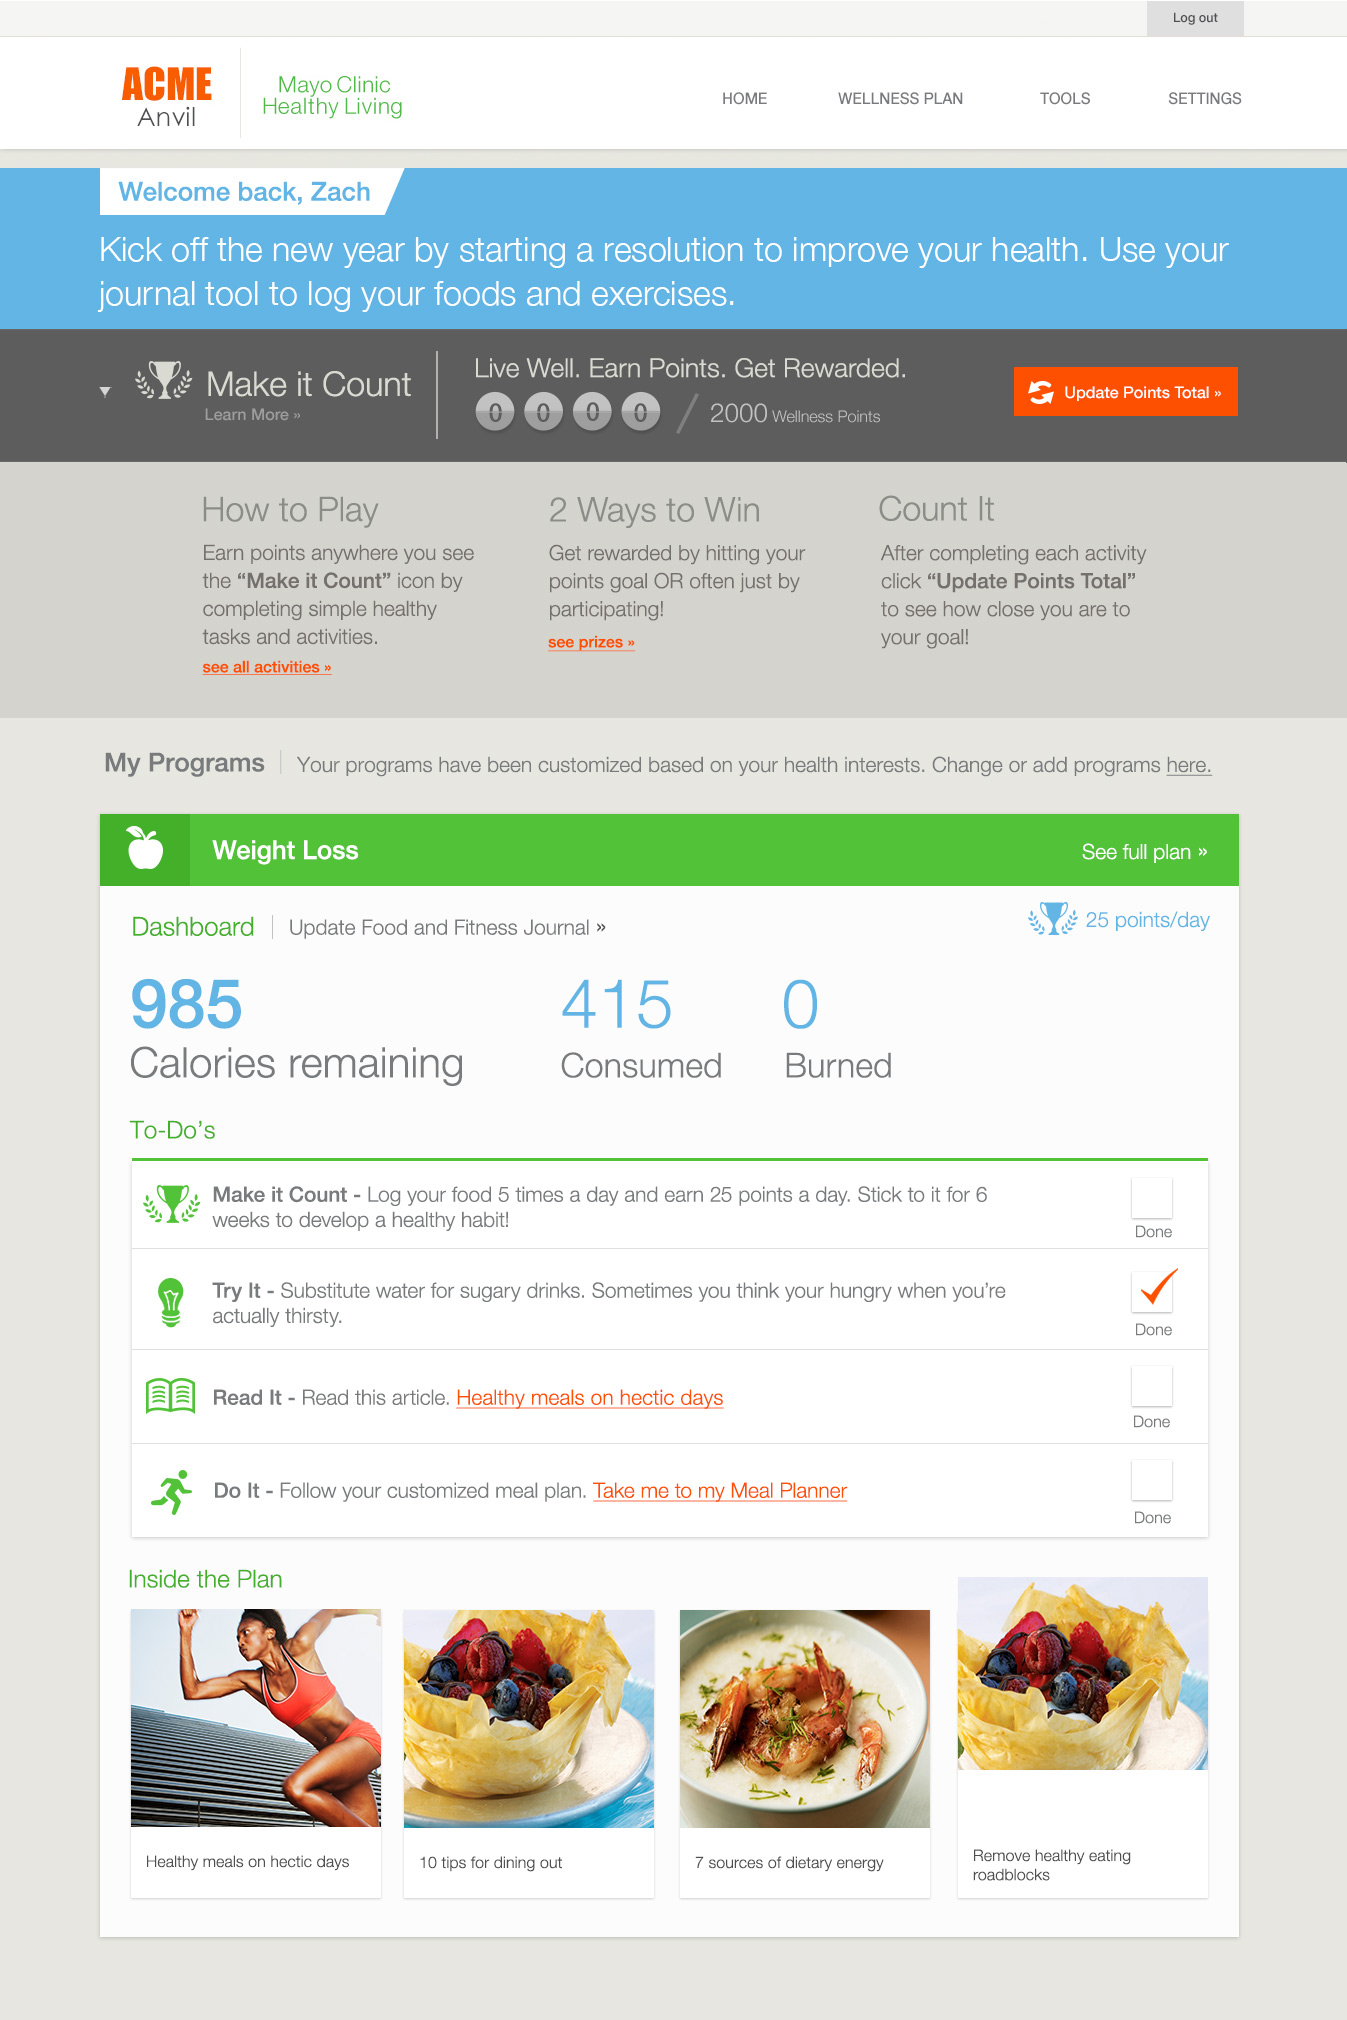 Log out
ACME
Anvil
Mayo Clinic
Healthy Living
HOME
WELLNESS PLAN
TOOLS
SETTINGS
Welcome back, Zach
Kick off the new year by starting a resolution to improve your health. Use your
journal tool to log your foods and exercises.
Make it Count
Learn More »
Live Well. Earn Points. Get Rewarded.
0 0 0 0 / 2000 Wellness Points
Update Points Total »
How to Play
Earn points anywhere you see
the “Make it Count” icon by
completing simple healthy
tasks and activities.
see all activities »
2 Ways to Win
Get rewarded by hitting your
points goal OR often just by
participating!
see prizes »
Count It
After completing each activity
click “Update Points Total”
to see how close you are to
your goal!
My Programs
Your programs have been customized based on your health interests. Change or add programs here.
Weight Loss
See full plan »
Dashboard
Update Food and Fitness Journal »
25 points/day
985
Calories remaining
415
Consumed
0
Burned
To-Do’s
Make it Count - Log your food 5 times a day and earn 25 points a day. Stick to it for 6
weeks to develop a healthy habit!
Done
Try It - Substitute water for sugary drinks. Sometimes you think your hungry when you’re
actually thirsty.
Done
Read It - Read this article. Healthy meals on hectic days
Done
Do It - Follow your customized meal plan. Take me to my Meal Planner
Done
Inside the Plan
Healthy meals on hectic days
10 tips for dining out
7 sources of dietary energy
Remove healthy eating
roadblocks